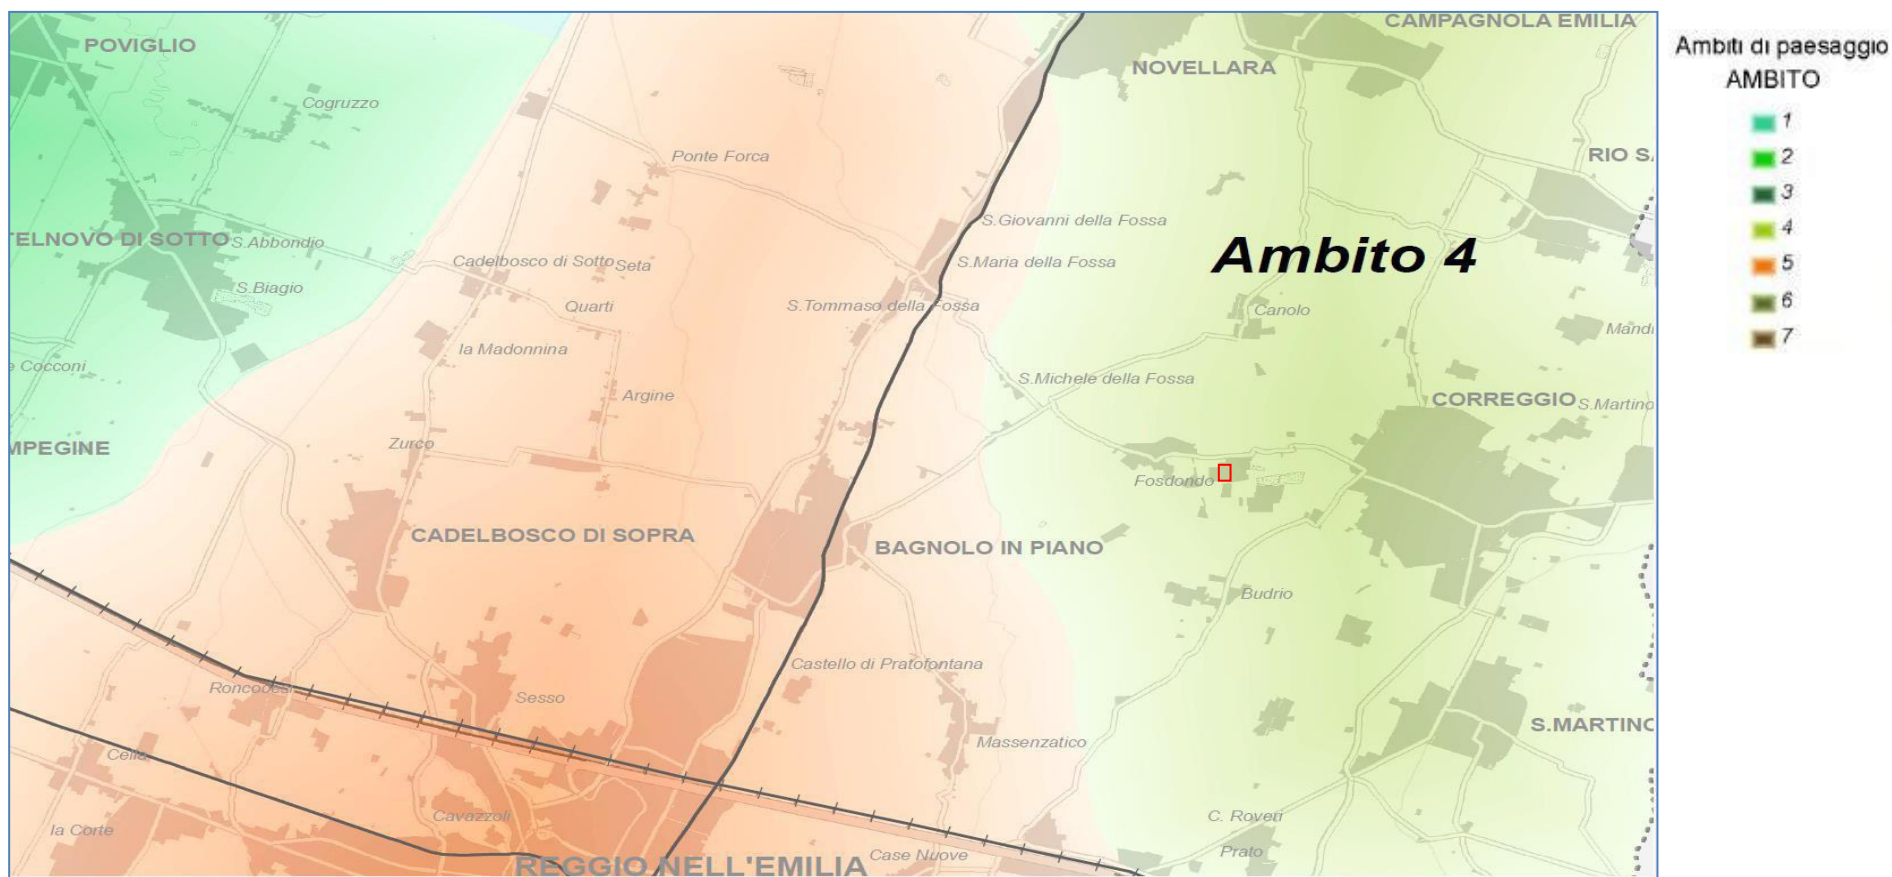 POVIGLIO
Cogruzzo
CAMPAGNOLA EMILIA
NOVELLARA
Ponte Forca
RIO S
TELNOVO DI SOTTO
S.Abbondio
S.Giovanni della Fossa
Ambito 4
Cadelbosco di Sotto
Seta
S.Maria della Fossa
S.Biagio
Quarti
S.Tommaso della Fossa
Canolo
Mandi
la Madonnina
Cocconi
S.Michele della Fossa
Argine
CORREGGIO
S.Martino
Zurco
MPEGINE
Fosdondo
CADELBOSCO DI SOPRA
BAGNOLO IN PIANO
Budrio
Castello di Pratofontana
Roncocesi
Sesso
S.MARTINO
Massenzatico
Cella
Cavazzoli
C. Roveri
la Corte
REGGIO NELL'EMILIA
Case Nuove
Prato
Ambiti di paesaggio
AMBITO
1
2
3
4
5
6
7